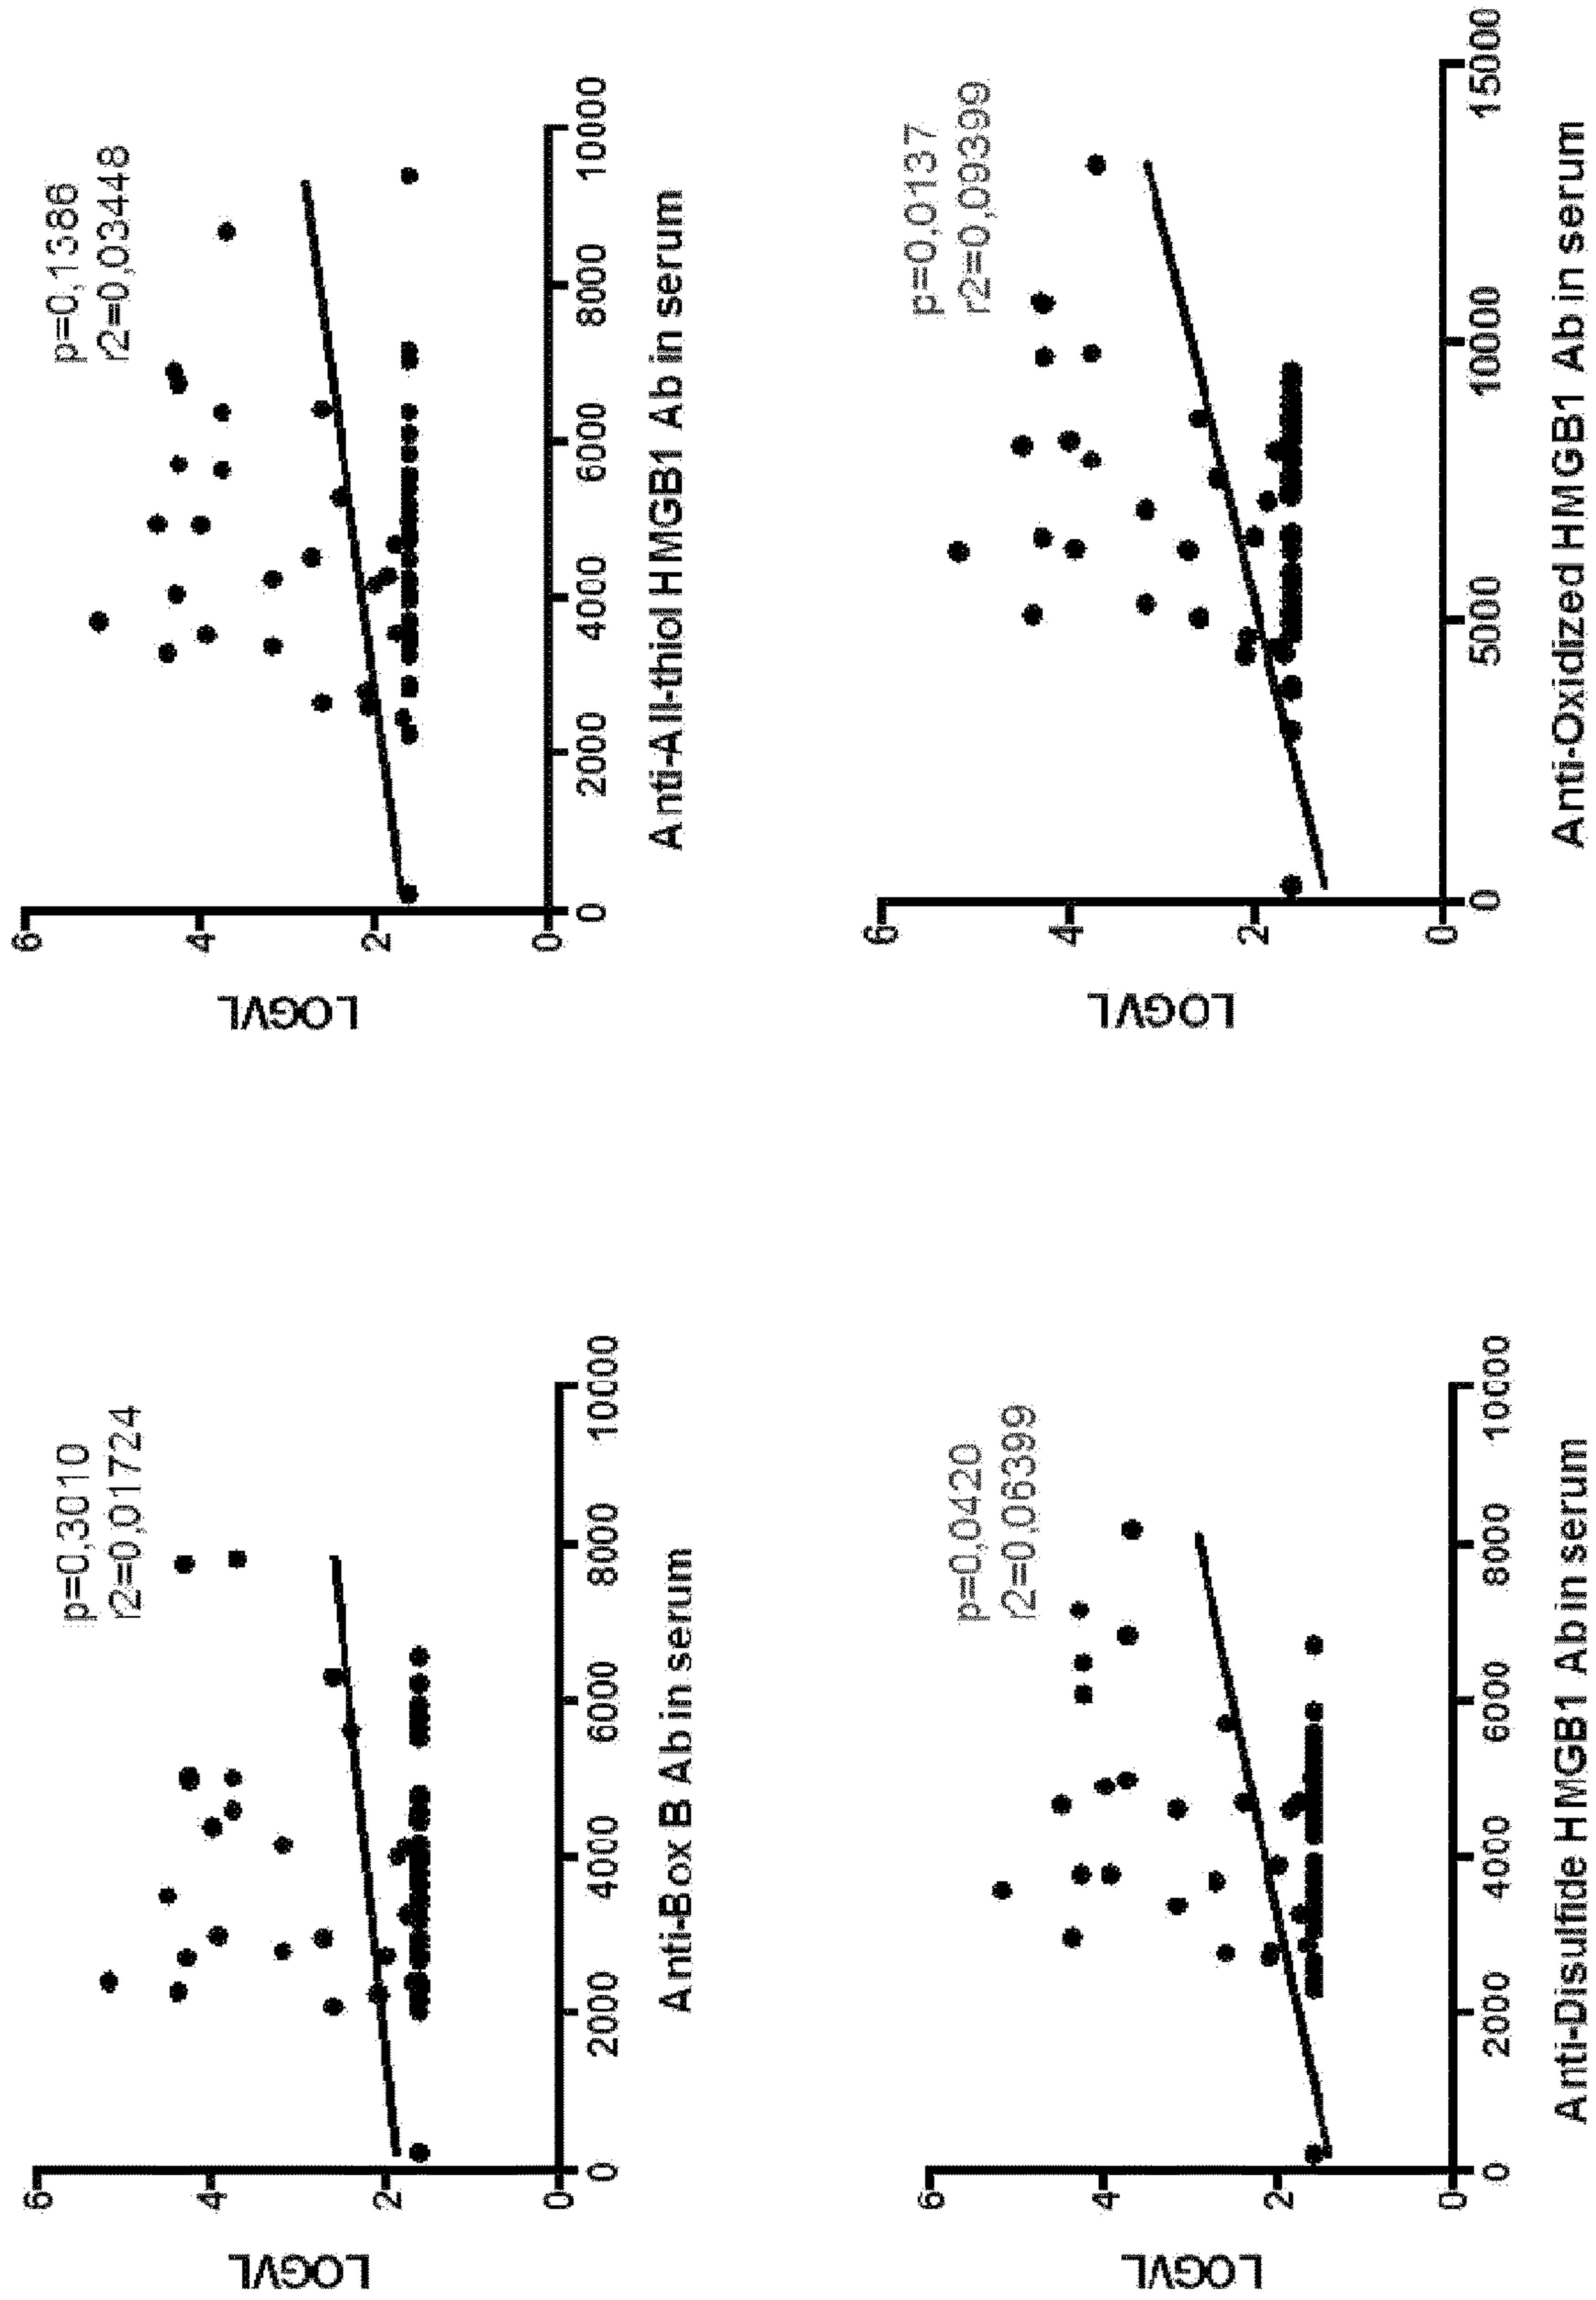 p=0,3010
r2=0,01724
LOGVL
6
4
2
0
0
2000
4000
6000
8000
10000
Anti-Box B Ab in serum
p=0,1386
r2=0,03448
LOGVL
6
4
2
0
0
2000
4000
6000
8000
10000
Anti-All-thiol HMGB1 Ab in serum
p=0,0420
r2=0,06399
LOGVL
6
4
2
0
0
2000
4000
6000
8000
10000
Anti-Disulfide HMGB1 Ab in serum
p=0,0137
r2=0,09399
LOGVL
6
4
2
0
0
5000
10000
15000
Anti-Oxidized HMGB1 Ab in serum